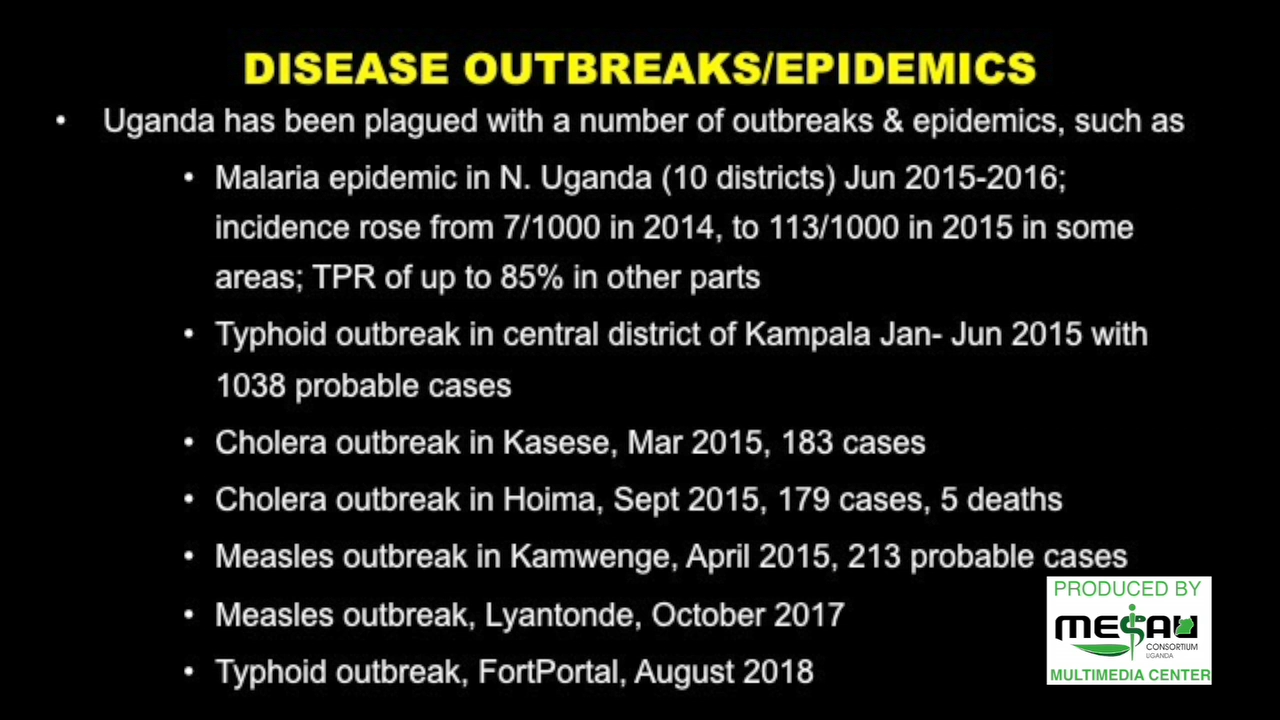 DISEASE OUTBREAKS/EPIDEMICS
• Uganda has been plagued with a number of outbreaks & epidemics, such as
• Malaria epidemic in N. Uganda (10 districts) Jun 2015-2016;
incidence rose from 7/1000 in 2014, to 113/1000 in 2015 in some
areas; TPR of up to 85% in other parts
• Typhoid outbreak in central district of Kampala Jan- Jun 2015 with
1038 probable cases
• Cholera outbreak in Kasese, Mar 2015, 183 cases
• Cholera outbreak in Hoima, Sept 2015, 179 cases, 5 deaths
• Measles outbreak in Kamwenge, April 2015, 213 probable cases
• Measles outbreak, Lyantonde, October 2017
• Typhoid outbreak, FortPortal, August 2018
PRODUCED BY
MESAU
CONSORTIUM
UGANDA
MULTIMEDIA CENTER